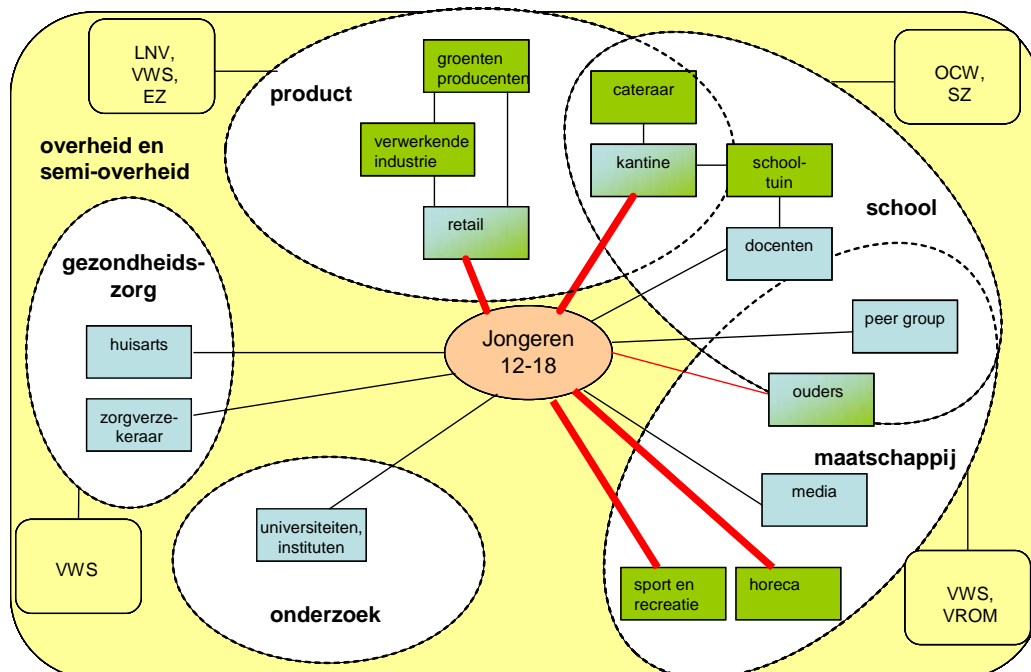 LNV,
VWS,
EZ
product
groenten
producenten
cateraar
OCW,
SZ
overheid en
semi-overheid
verwerkende
industrie
kantine
school-
tuin
school
retail
docenten
gezondheids-
zorg
peer group
huisarts
Jongeren
12-18
ouders
zorgverze-
keraar
maatschappij
media
universiteiten,
instituten
VWS
onderzoek
sport en
recreatie
horeca
VWS,
VROM